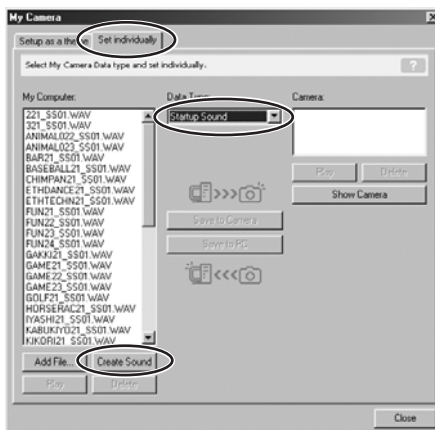 My Camera
Setup as a theme Set individually
Select My Camera Data type and set individually.
?
My Computer: Data Type: Camera:
221_SS01.WAV
321_SS01.WAV
ANIMAL022_SS01.WAV
ANIMAL023_SS01.WAV
BAR21_SS01.WAV
BASEBALL21_SS01.WAV
CHIMPAN21_SS01.WAV
ETHDANCE21_SS01.WAV
ETHTECHN21_SS01.WAV
FUN21_SS01.WAV
FUN22_SS01.WAV
FUN23_SS01.WAV
FUN24_SS01.WAV
GAKKI21_SS01.WAV
GAME21_SS01.WAV
GAME22_SS01.WAV
GAME23_SS01.WAV
GOLF21_SS01.WAV
HORSERAC21_SS01.WAV
IYASHI21_SS01.WAV
KABUKIYO21_SS01.WAV
KIKORI21_SS01.WAV
Startup Sound
>>>
Save to Camera
Save to PC
<<<
Play Delete
Show Camera
Add File... Create Sound
Play Delete
Close